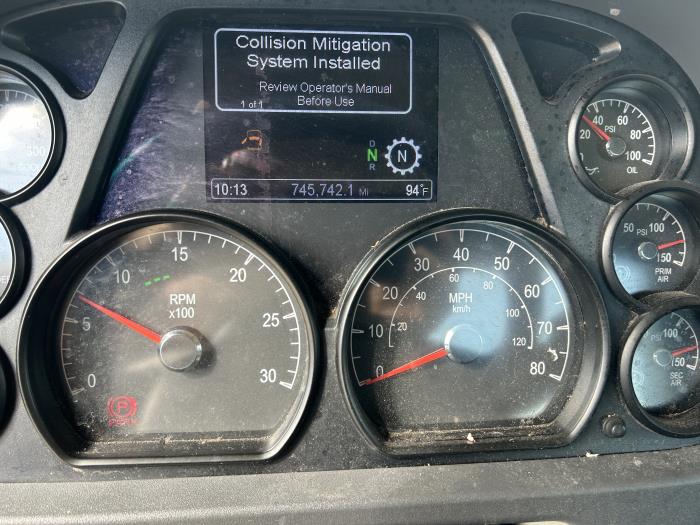 Collision Mitigation
System Installed
Review Operator's Manual
Before Use
1 of 1
D
N
R
N
10:13 745,742.1 MI 94°F
0
5
10
15
20
25
30
RPM
x100
PARK
0
10
20
30
40
50
60
70
80
20
40
60
80
100
120
MPH
km/h
20
40
60
80
100
PSI
OIL
50
100
150
PSI
PRIM
AIR
100
150
PSI
SEC
AIR